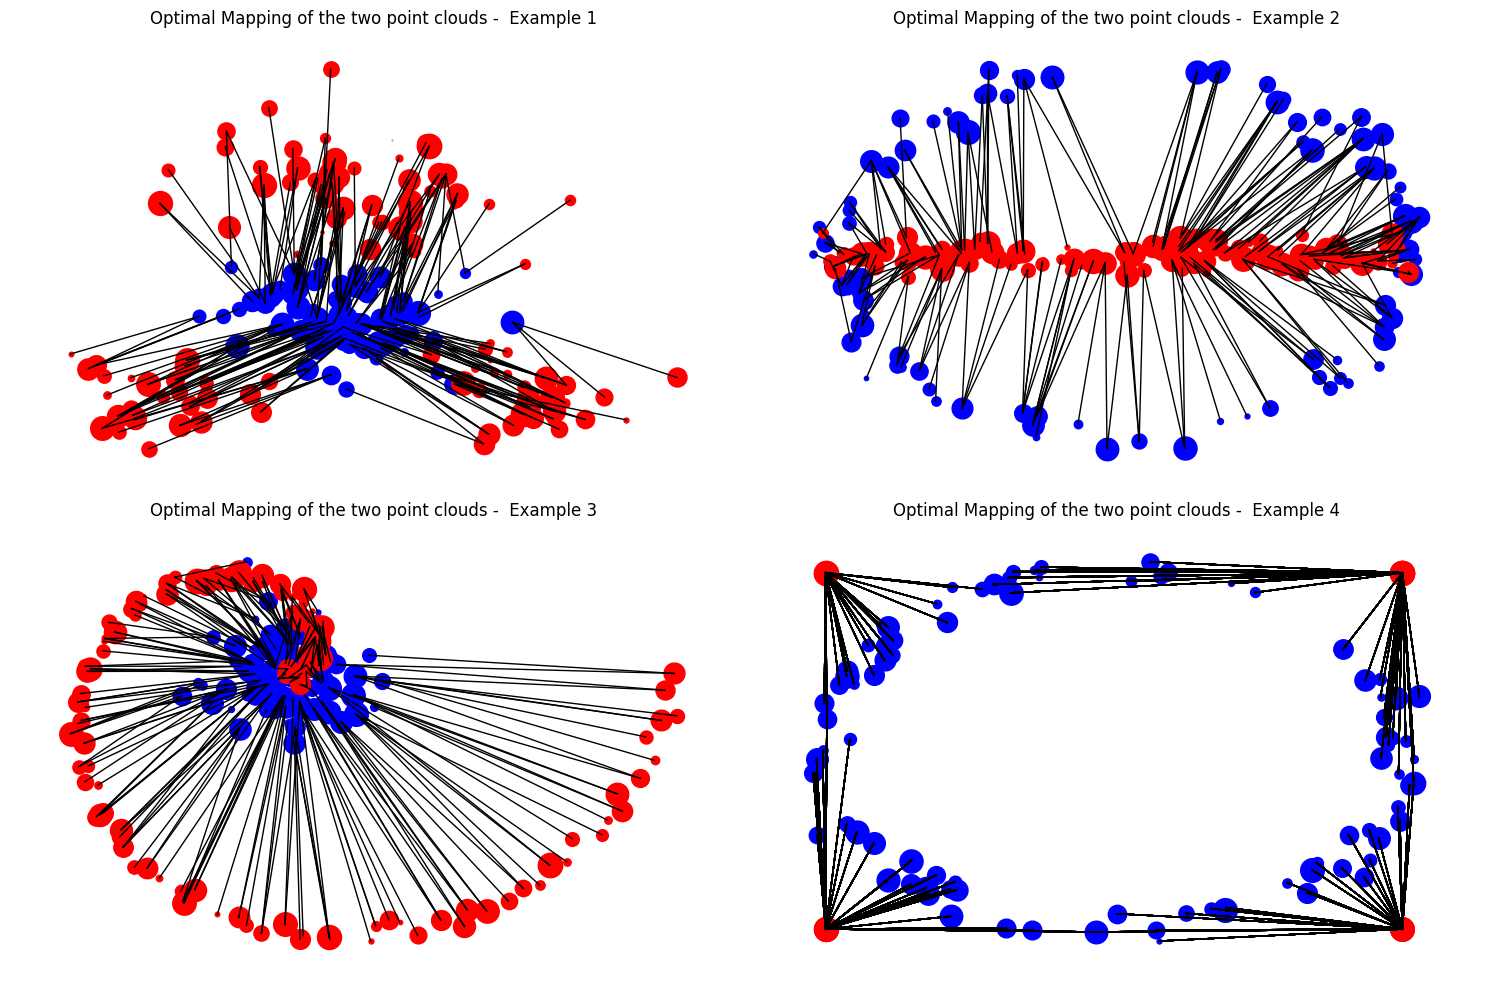 Optimal Mapping of the two point clouds -  Example 1
Optimal Mapping of the two point clouds -  Example 2
Optimal Mapping of the two point clouds -  Example 3
Optimal Mapping of the two point clouds -  Example 4